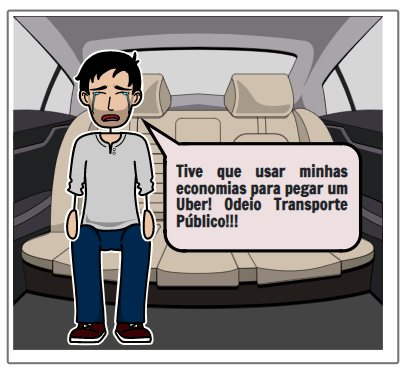 Tive que usar minhas
economias para pegar um
Uber! Odeio Transporte
Público!!!